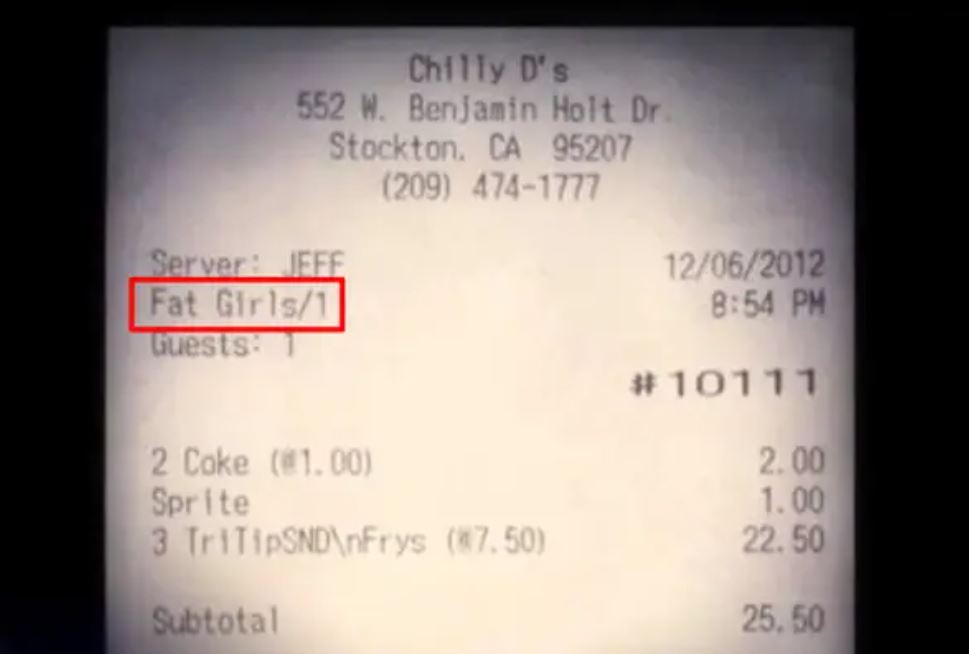 Chilly D's
552 W. Benjamin Holt Dr.
Stockton, CA 95207
(209) 474-1777
Server: JEFF 12/06/2012
Fat Girls/1 8:54 PM
Guests: 1
#10111
2 Coke (@1.00) 2.00
Sprite 1.00
3 TriTipSND\nFrys (@7.50) 22.50
Subtotal 25.50